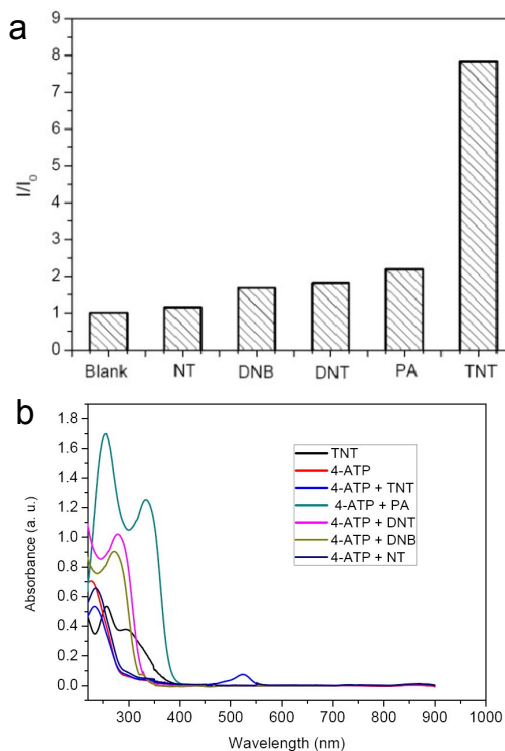 a
9
8
7
6
5
4
3
2
1
0
I/I0
Blank NT DNB DNT PA TNT
b
1.8
1.6
1.4
1.2
1.0
0.8
0.6
0.4
0.2
0.0
Absorbance (a. u.)
TNT
4-ATP
4-ATP + TNT
4-ATP + PA
4-ATP + DNT
4-ATP + DNB
4-ATP + NT
300 400 500 600 700 800 900 1000
Wavelength (nm)